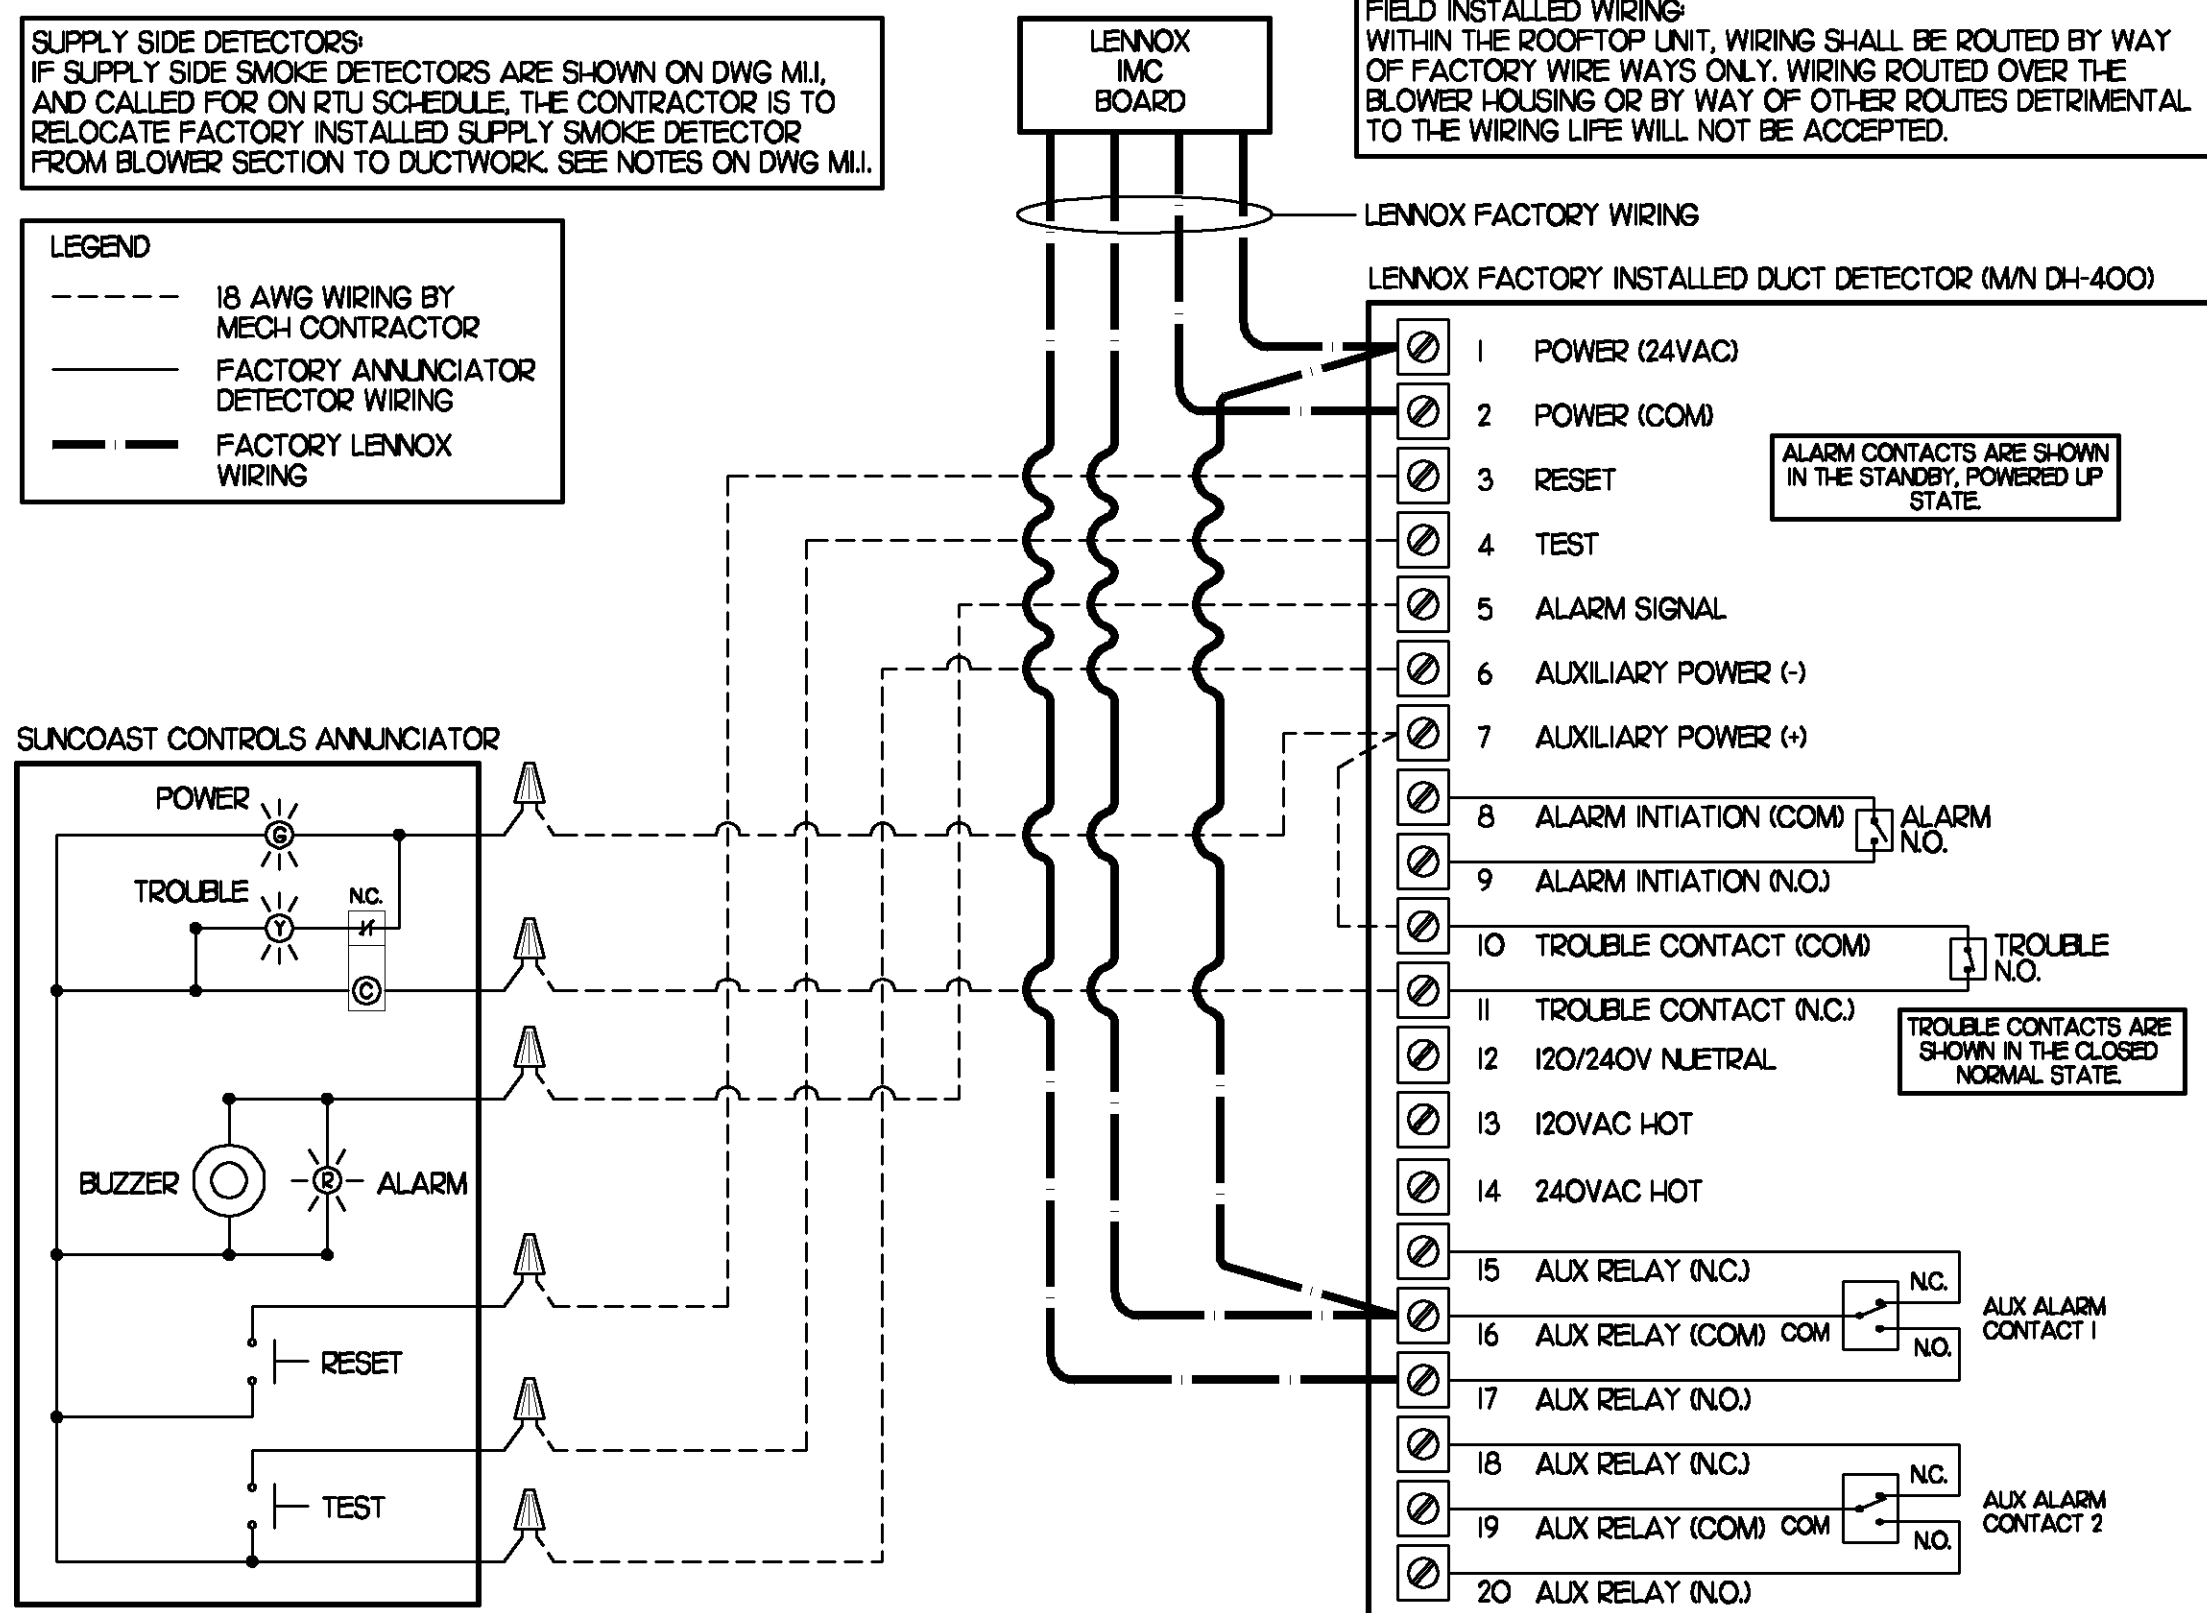 SUPPLY SIDE DETECTORS:
IF SUPPLY SIDE SMOKE DETECTORS ARE SHOWN ON DWG M1.1,
AND CALLED FOR ON RTU SCHEDULE, THE CONTRACTOR IS TO
RELOCATE FACTORY INSTALLED SUPPLY SMOKE DETECTOR
FROM BLOWER SECTION TO DUCTWORK. SEE NOTES ON DWG M1.1.
LENNOX
IMC
BOARD
FIELD INSTALLED WIRING:
WITHIN THE ROOFTOP UNIT, WIRING SHALL BE ROUTED BY WAY
OF FACTORY WIRE WAYS ONLY. WIRING ROUTED OVER THE
BLOWER HOUSING OR BY WAY OF OTHER ROUTES DETRIMENTAL
TO THE WIRING LIFE WILL NOT BE ACCEPTED.
LEGEND
18 AWG WIRING BY
MECH CONTRACTOR
FACTORY ANNUNCIATOR
DETECTOR WIRING
FACTORY LENNOX
WIRING
LENNOX FACTORY WIRING
LENNOX FACTORY INSTALLED DUCT DETECTOR (M/N DH-400)
1 POWER (24VAC)
2 POWER (COM)
3 RESET
4 TEST
5 ALARM SIGNAL
6 AUXILIARY POWER (-)
7 AUXILIARY POWER (+)
8 ALARM INTIATION (COM)
9 ALARM INTIATION (N.O.)
10 TROUBLE CONTACT (COM)
11 TROUBLE CONTACT (N.C.)
12 120/240V NUETRAL
13 120VAC HOT
14 240VAC HOT
15 AUX RELAY (N.C.)
16 AUX RELAY (COM) COM
17 AUX RELAY (N.O.)
18 AUX RELAY (N.C.)
19 AUX RELAY (COM) COM
20 AUX RELAY (N.O.)
ALARM CONTACTS ARE SHOWN
IN THE STANDBY, POWERED UP
STATE.
ALARM
N.O.
TROUBLE
N.O.
TROUBLE CONTACTS ARE
SHOWN IN THE CLOSED
NORMAL STATE.
N.C.
AUX ALARM
CONTACT 1
N.O.
N.C.
AUX ALARM
CONTACT 2
N.O.
SUNCOAST CONTROLS ANNUNCIATOR
POWER
G
TROUBLE
N.C.
Y
C
BUZZER
R
ALARM
RESET
TEST